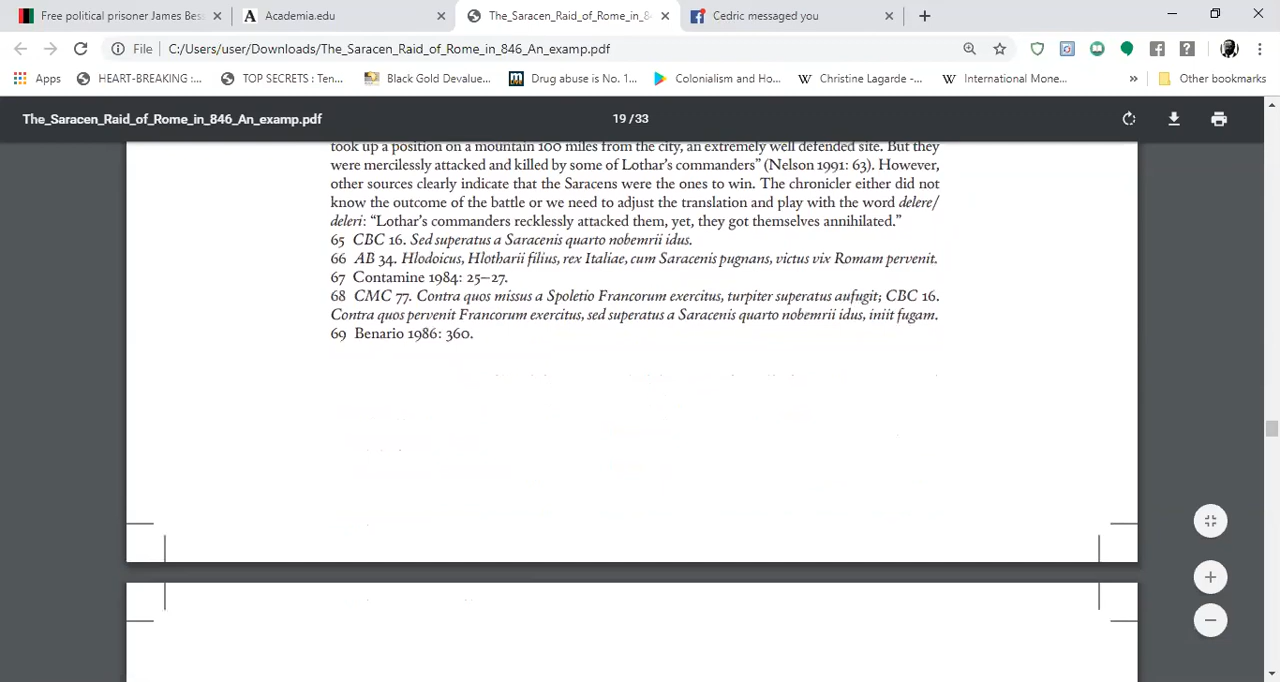 Free political prisoner James Bess
Academia.edu
The_Saracen_Raid_of_Rome_in_8
Cedric messaged you
File
C:/Users/user/Downloads/The_Saracen_Raid_of_Rome_in_846_An_examp.pdf
Apps
HEART-BREAKING :...
TOP SECRETS : Ten...
Black Gold Devalue...
Drug abuse is No. 1...
Colonialism and Ho...
Christine Lagarde -...
International Mone...
»
Other bookmarks
The_Saracen_Raid_of_Rome_in_846_An_examp.pdf
19 / 33
took up a position on a mountain 100 miles from the city, an extremely well defended site. But they
were mercilessly attacked and killed by some of Lothar's commanders” (Nelson 1991: 63). However,
other sources clearly indicate that the Saracens were the ones to win. The chronicler either did not
know the outcome of the battle or we need to adjust the translation and play with the word delere/
deleri: “Lothar's commanders recklessly attacked them, yet, they got themselves annihilated.”
65 CBC 16. Sed superatus a Saracenis quarto nobemrii idus.
66 AB 34. Hlodoicus, Hlotharii filius, rex Italiae, cum Saracenis pugnans, victus vix Romam pervenit.
67 Contamine 1984: 25–27.
68 CMC 77. Contra quos missus a Spoletio Francorum exercitus, turpiter superatus aufugit; CBC 16.
Contra quos pervenit Francorum exercitus, sed superatus a Saracenis quarto nobemrii idus, iniit fugam.
69 Benario 1986: 360.